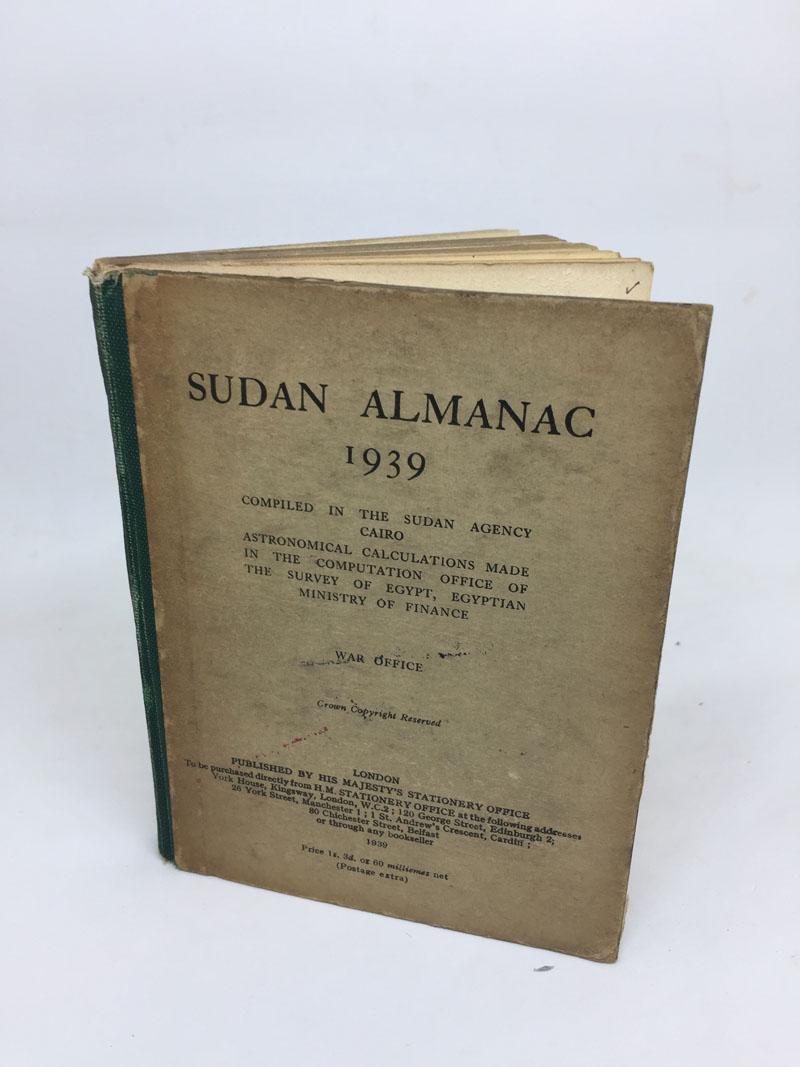 SUDAN ALMANAC
1939
COMPILED IN THE SUDAN AGENCY
CAIRO
ASTRONOMICAL CALCULATIONS MADE
IN THE COMPUTATION OFFICE OF
THE SURVEY OF EGYPT, EGYPTIAN
MINISTRY OF FINANCE
WAR OFFICE
Crown Copyright Reserved
LONDON
PUBLISHED BY HIS MAJESTY'S STATIONERY OFFICE
To be purchased directly from H.M. STATIONERY OFFICE at the following addresses
York House, Kingsway, London, W.C.2; 120 George Street, Edinburgh 2;
26 York Street, Manchester 1; 1 St. Andrew's Crescent, Cardiff;
80 Chichester Street, Belfast
or through any bookseller
1939
Price 1s. 3d. or 60 milliemes net
(Postage extra)